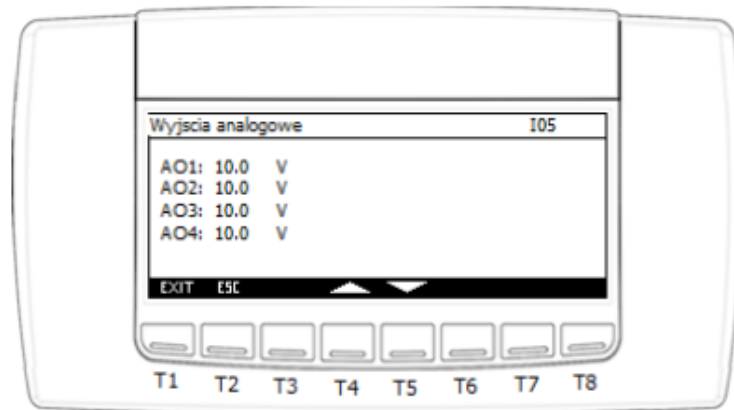 Wyjscia analogowe I05
AO1: 10.0 V
AO2: 10.0 V
AO3: 10.0 V
AO4: 10.0 V
EXIT ESC
T1 T2 T3 T4 T5 T6 T7 T8